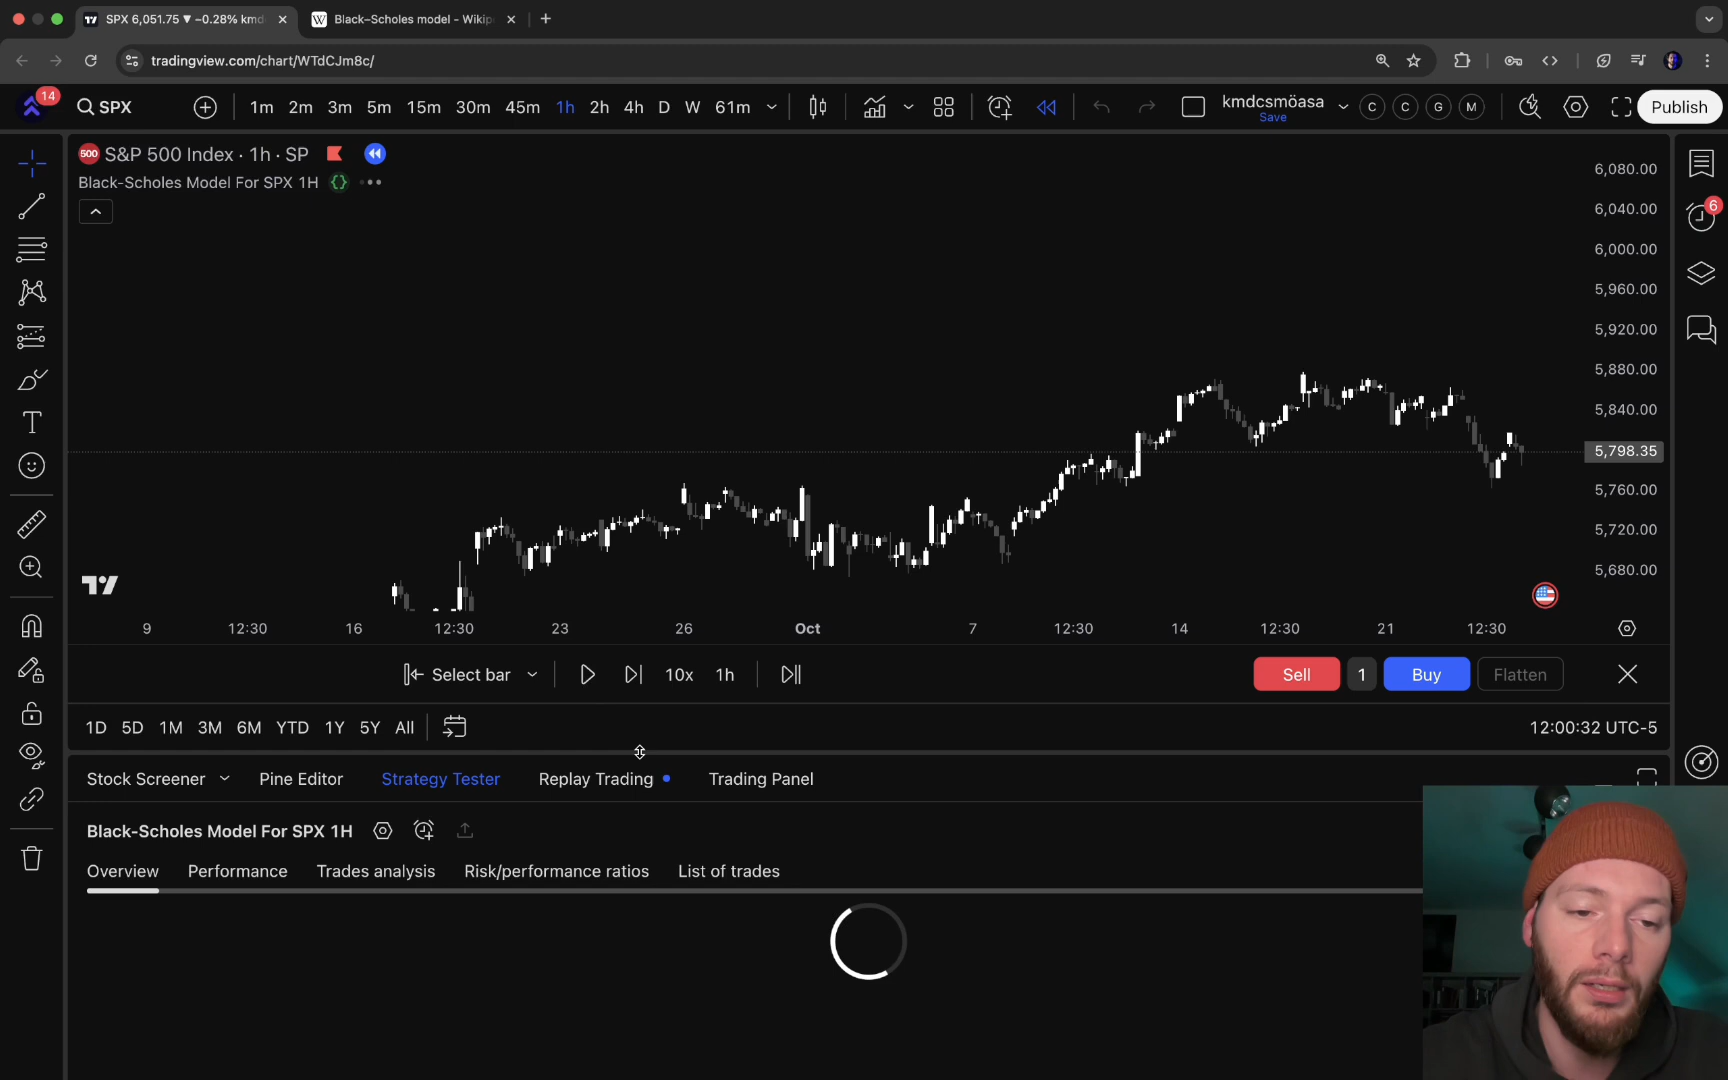 SPX 6,051.75 ▼ −0.28% kmd
Black–Scholes model - Wikip
tradingview.com/chart/WTdCJm8c/
14
SPX
1m 2m 3m 5m 15m 30m 45m 1h 2h 4h D W 61m
kmdcsmöasa
Save
C C G M
Publish
500 S&P 500 Index · 1h · SP
Black-Scholes Model For SPX 1H
6
6,080.00
6,040.00
6,000.00
5,960.00
5,920.00
5,880.00
5,840.00
5,798.35
5,760.00
5,720.00
5,680.00
9 12:30 16 12:30 23 26 Oct 7 12:30 14 12:30 21 12:30
Select bar 10x 1h Sell 1 Buy Flatten
1D 5D 1M 3M 6M YTD 1Y 5Y All 12:00:32 UTC-5
Stock Screener Pine Editor Strategy Tester Replay Trading Trading Panel
Black-Scholes Model For SPX 1H
Overview Performance Trades analysis Risk/performance ratios List of trades